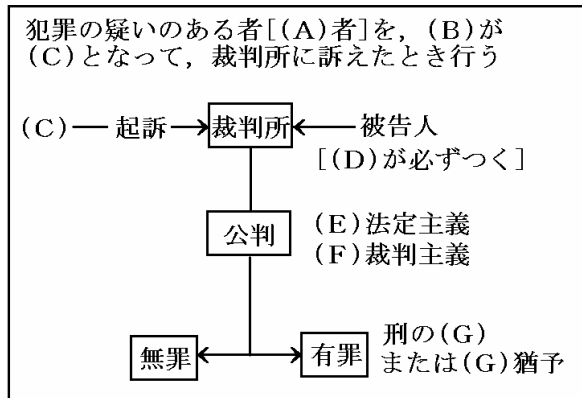 犯罪の疑いのある者[(A)者]を,(B)が
(C)となって,裁判所に訴えたとき行う
(C) 起訴 裁判所 被告人
[(D)が必ずつく]
公判
(E)法定主義
(F)裁判主義
無罪
有罪
刑の(G)
または(G)猶予